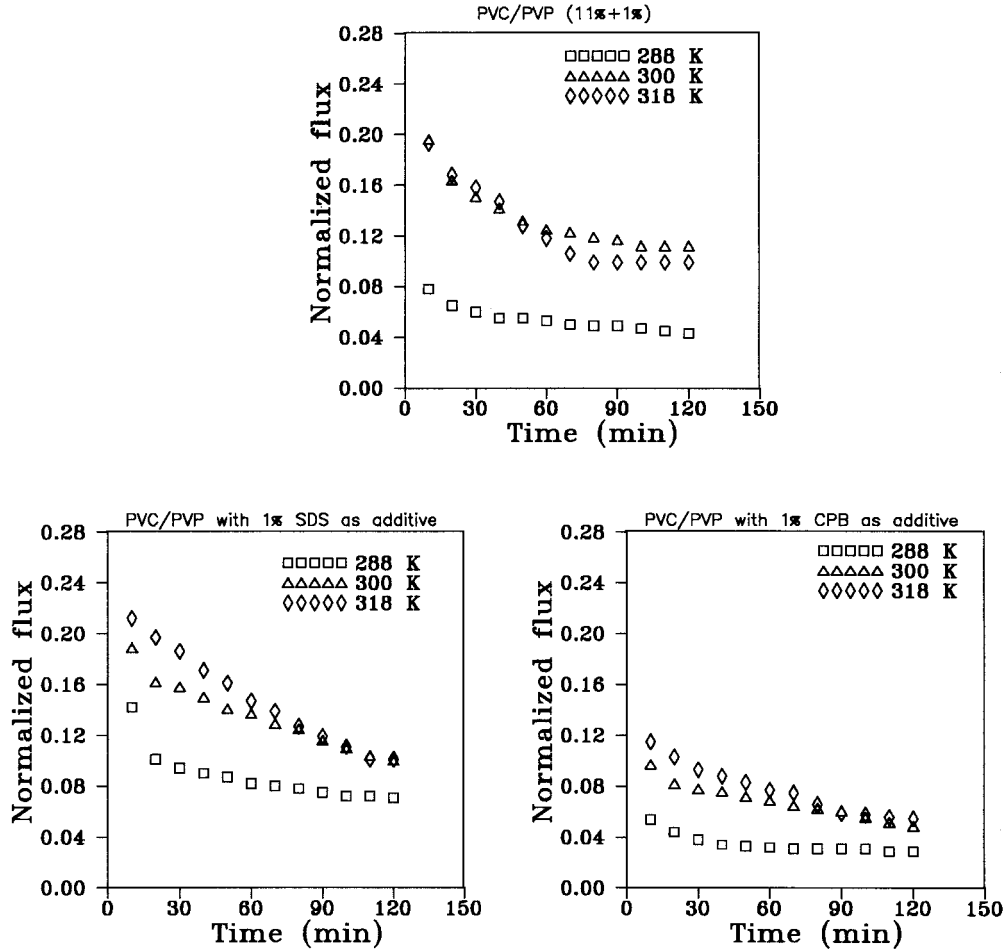 PVC/PVP (11%+1%)
0.28
0.24
0.20
0.16
0.12
0.08
0.04
0.00
Normalized flux
288 K
300 K
318 K
0 30 60 90 120 150
Time (min)
PVC/PVP with 1% SDS as additive
0.28
0.24
0.20
0.16
0.12
0.08
0.04
0.00
Normalized flux
288 K
300 K
318 K
0 30 60 90 120 150
Time (min)
PVC/PVP with 1% CPB as additive
0.28
0.24
0.20
0.16
0.12
0.08
0.04
0.00
Normalized flux
288 K
300 K
318 K
0 30 60 90 120 150
Time (min)